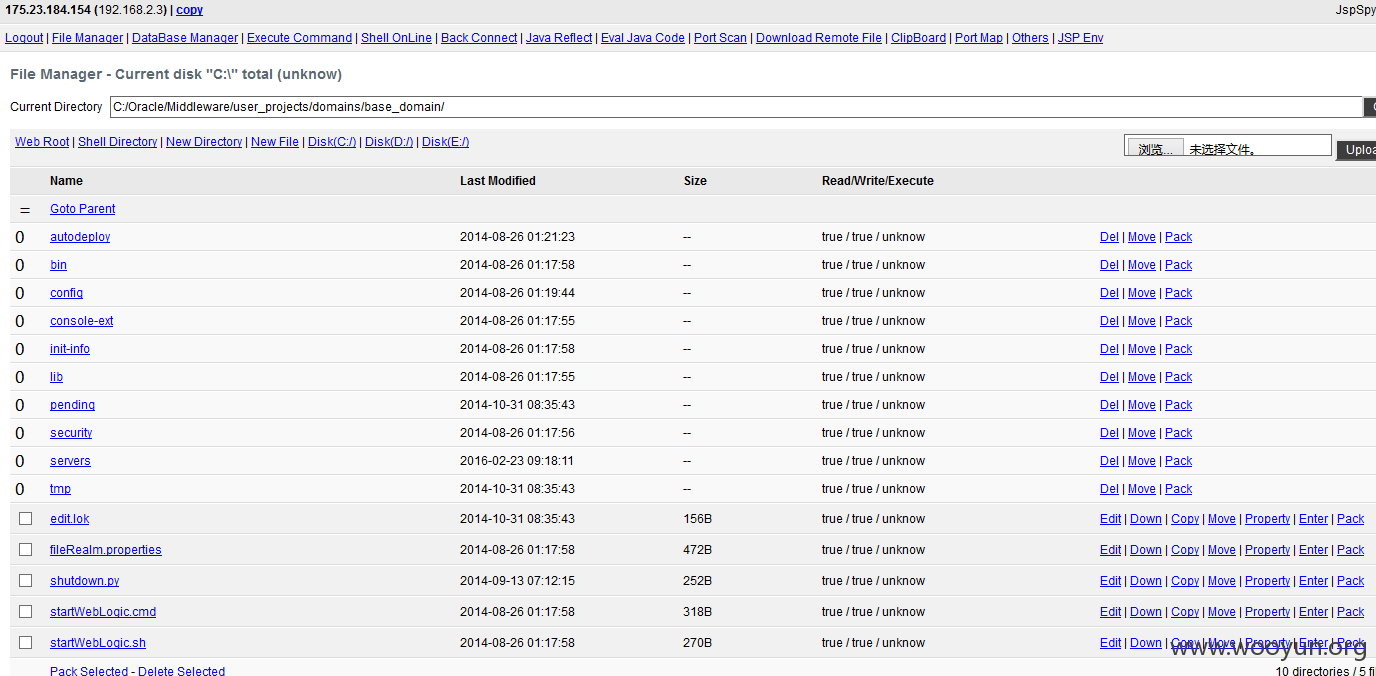 175.23.184.154 (192.168.2.3) | copy
JspSpy
Logout | File Manager | DataBase Manager | Execute Command | Shell OnLine | Back Connect | Java Reflect | Eval Java Code | Port Scan | Download Remote File | ClipBoard | Port Map | Others | JSP Env
File Manager - Current disk "C:\" total (unknow)
Current Directory C:/Oracle/Middleware/user_projects/domains/base_domain/
Web Root | Shell Directory | New Directory | New File | Disk(C:/) | Disk(D:/) | Disk(E:/) 浏览... 未选择文件。 Uploa
Name Last Modified Size Read/Write/Execute
= Goto Parent
0 autodeploy 2014-08-26 01:21:23 -- true / true / unknow Del | Move | Pack
0 bin 2014-08-26 01:17:58 -- true / true / unknow Del | Move | Pack
0 config 2014-08-26 01:19:44 -- true / true / unknow Del | Move | Pack
0 console-ext 2014-08-26 01:17:55 -- true / true / unknow Del | Move | Pack
0 init-info 2014-08-26 01:17:58 -- true / true / unknow Del | Move | Pack
0 lib 2014-08-26 01:17:55 -- true / true / unknow Del | Move | Pack
0 pending 2014-10-31 08:35:43 -- true / true / unknow Del | Move | Pack
0 security 2014-08-26 01:17:56 -- true / true / unknow Del | Move | Pack
0 servers 2016-02-23 09:18:11 -- true / true / unknow Del | Move | Pack
0 tmp 2014-10-31 08:35:43 -- true / true / unknow Del | Move | Pack
edit.lok 2014-10-31 08:35:43 156B true / true / unknow Edit | Down | Copy | Move | Property | Enter | Pack
fileRealm.properties 2014-08-26 01:17:58 472B true / true / unknow Edit | Down | Copy | Move | Property | Enter | Pack
shutdown.py 2014-09-13 07:12:15 252B true / true / unknow Edit | Down | Copy | Move | Property | Enter | Pack
startWebLogic.cmd 2014-08-26 01:17:58 318B true / true / unknow Edit | Down | Copy | Move | Property | Enter | Pack
startWebLogic.sh 2014-08-26 01:17:58 270B true / true / unknow Edit | Down | Copy | Move | Property | Enter | Pack
www.wooyun.org
Pack Selected - Delete Selected 10 directories / 5 fi